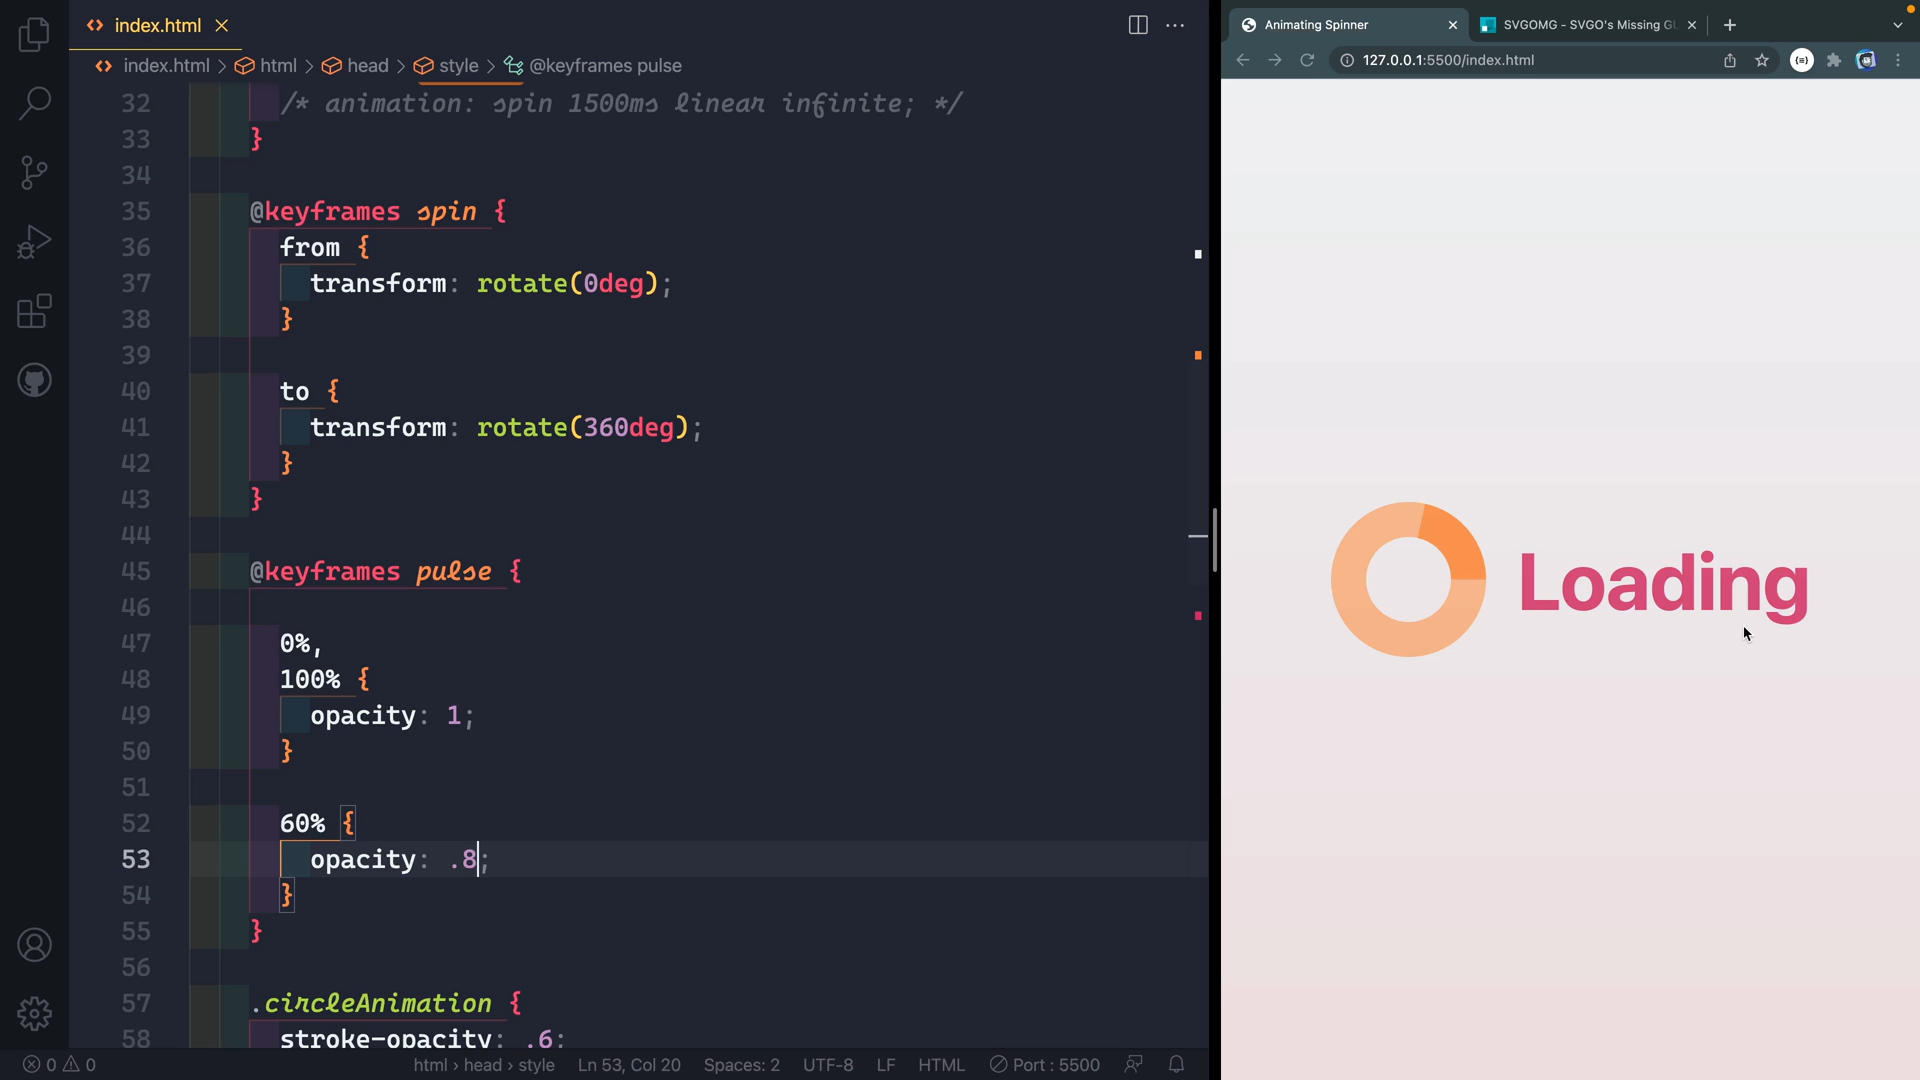 index.html
index.html > html > head > style > @keyframes pulse
32 /* animation: spin 1500ms linear infinite; */
33 }
34
35 @keyframes spin {
36 from {
37 transform: rotate(0deg);
38 }
39
40 to {
41 transform: rotate(360deg);
42 }
43 }
44
45 @keyframes pulse {
46
47 0%,
48 100% {
49 opacity: 1;
50 }
51
52 60% {
53 opacity: .8;
54 }
55 }
56
57 .circleAnimation {
58 stroke-opacity: .6;
0 0 html > head > style Ln 53, Col 20 Spaces: 2 UTF-8 LF HTML Port : 5500
Animating Spinner
SVGOMG - SVGO's Missing GU
127.0.0.1:5500/index.html
Loading